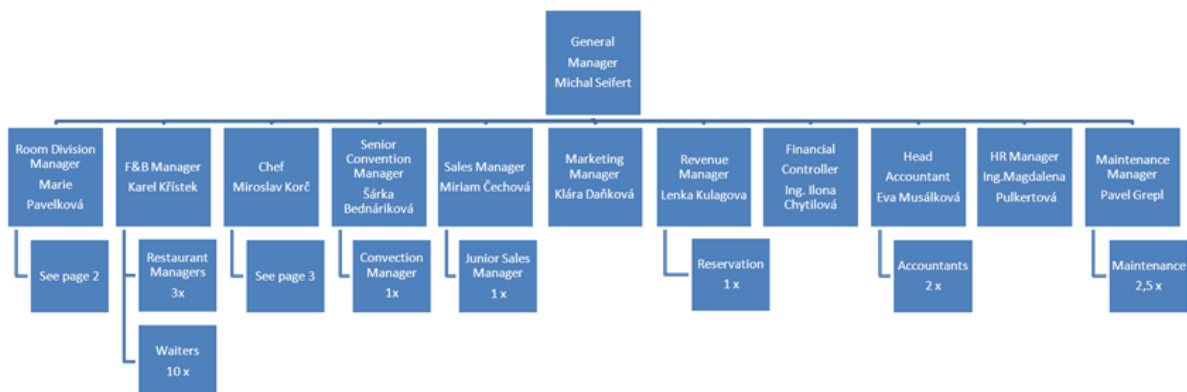 General
Manager
Michal Seifert
Room Division
Manager
Marie
Pavelková
F&B Manager
Karel Křístek
Chef
Miroslav Korč
Senior
Convention
Manager
Šárka
Bednáriková
Sales Manager
Miriam Čechová
Marketing
Manager
Klára Daňková
Revenue
Manager
Lenka Kulagova
Financial
Controller
Ing. Ilona
Chytilová
Head
Accountant
Eva Musálková
HR Manager
Ing.Magdalena
Pulkertová
Maintenance
Manager
Pavel Grepl
See page 2
Restaurant
Managers
3x
See page 3
Convection
Manager
1x
Junior Sales
Manager
1 x
Reservation
1 x
Accountants
2 x
Maintenance
2,5 x
Waiters
10 x